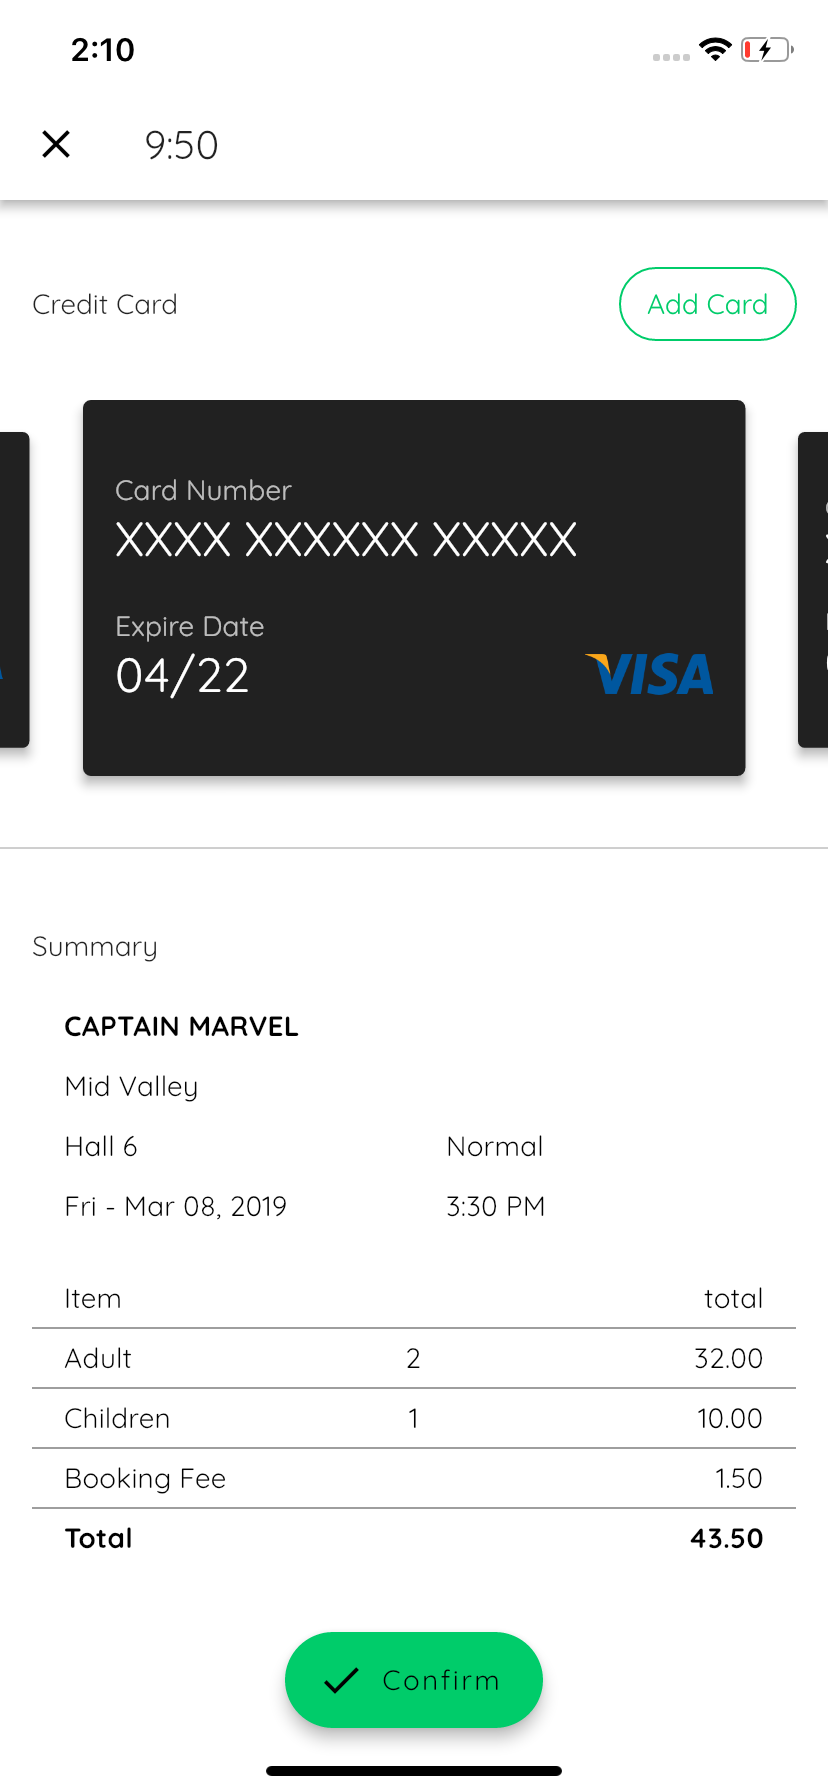 2:10
9:50
Credit Card
Add Card
Card Number
XXXX XXXXXX XXXXX
Expire Date
04/22
VISA
Summary
CAPTAIN MARVEL
Mid Valley
Hall 6 Normal
Fri - Mar 08, 2019 3:30 PM
Item total
Adult 2 32.00
Children 1 10.00
Booking Fee 1.50
Total 43.50
Confirm